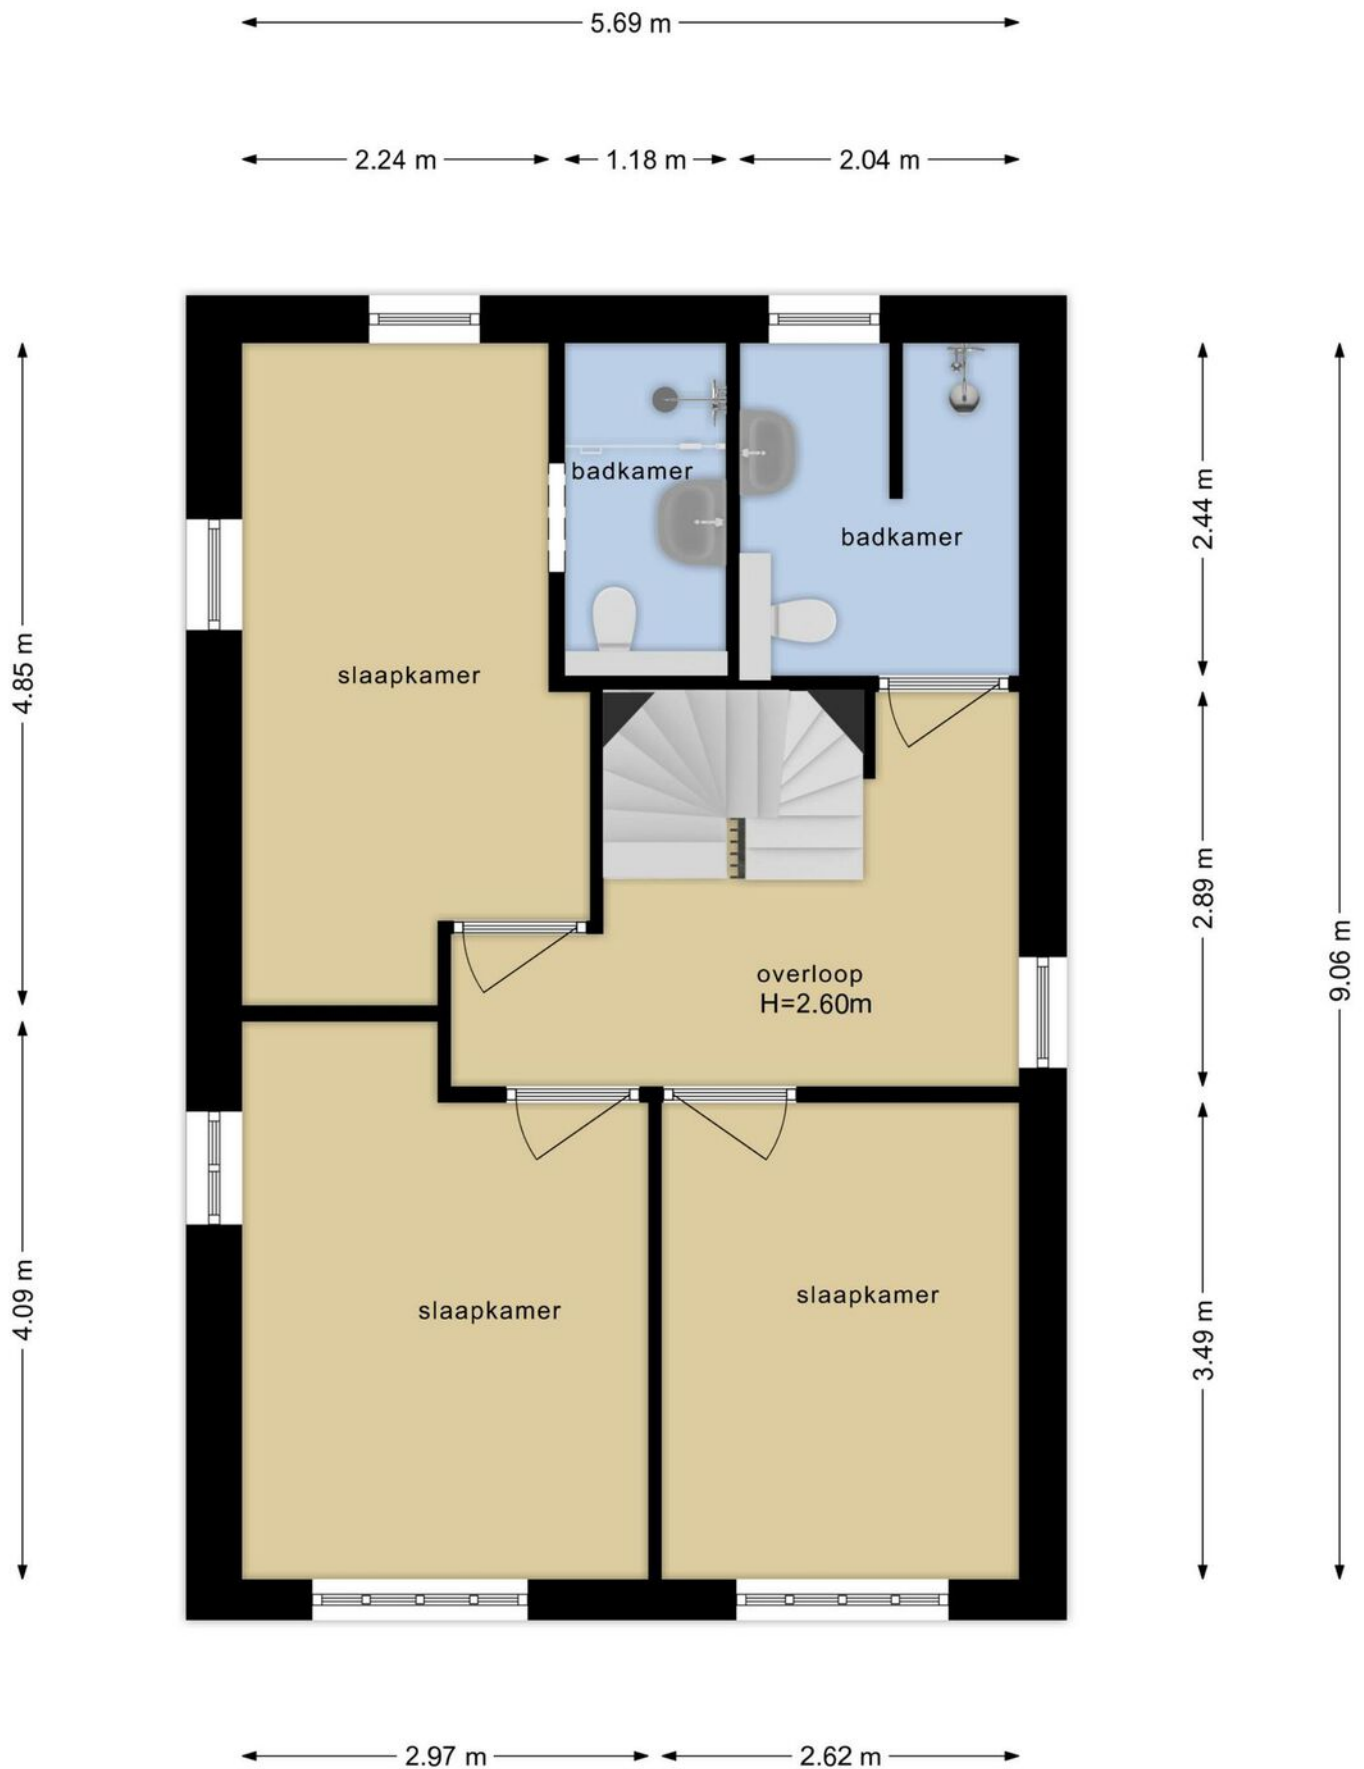 5.69 m
2.24 m
1.18 m
2.04 m
badkamer
2.44 m
badkamer
4.85 m
slaapkamer
2.89 m
9.06 m
overloop
H=2.60m
4.09 m
slaapkamer
slaapkamer
3.49 m
2.97 m
2.62 m